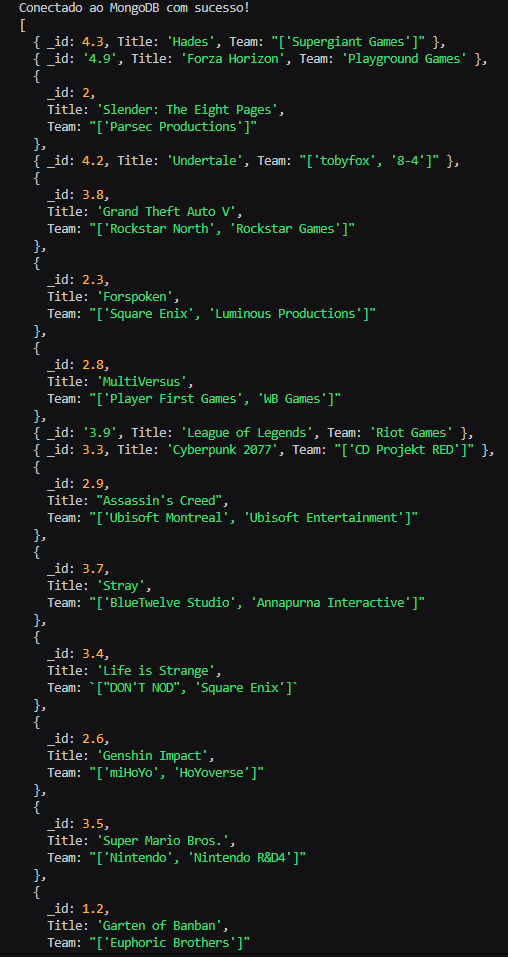 Conectado ao MongoDB com sucesso!
[
  { _id: 4.3, Title: 'Hades', Team: "['Supergiant Games']" },
  { _id: '4.9', Title: 'Forza Horizon', Team: 'Playground Games' },
  {
    _id: 2,
    Title: 'Slender: The Eight Pages',
    Team: "['Parsec Productions']"
  },
  { _id: 4.2, Title: 'Undertale', Team: "['tobyfox', '8-4']" },
  {
    _id: 3.8,
    Title: 'Grand Theft Auto V',
    Team: "['Rockstar North', 'Rockstar Games']"
  },
  {
    _id: 2.3,
    Title: 'Forspoken',
    Team: "['Square Enix', 'Luminous Productions']"
  },
  {
    _id: 2.8,
    Title: 'MultiVersus',
    Team: "['Player First Games', 'WB Games']"
  },
  { _id: '3.9', Title: 'League of Legends', Team: 'Riot Games' },
  { _id: 3.3, Title: 'Cyberpunk 2077', Team: "['CD Projekt RED']" },
  {
    _id: 2.9,
    Title: "Assassin's Creed",
    Team: "['Ubisoft Montreal', 'Ubisoft Entertainment']"
  },
  {
    _id: 3.7,
    Title: 'Stray',
    Team: "['BlueTwelve Studio', 'Annapurna Interactive']"
  },
  {
    _id: 3.4,
    Title: 'Life is Strange',
    Team: `["DON'T NOD", 'Square Enix']`
  },
  {
    _id: 2.6,
    Title: 'Genshin Impact',
    Team: "['miHoYo', 'HoYoverse']"
  },
  {
    _id: 3.5,
    Title: 'Super Mario Bros.',
    Team: "['Nintendo', 'Nintendo R&D4']"
  },
  {
    _id: 1.2,
    Title: 'Garten of Banban',
    Team: "['Euphoric Brothers']"